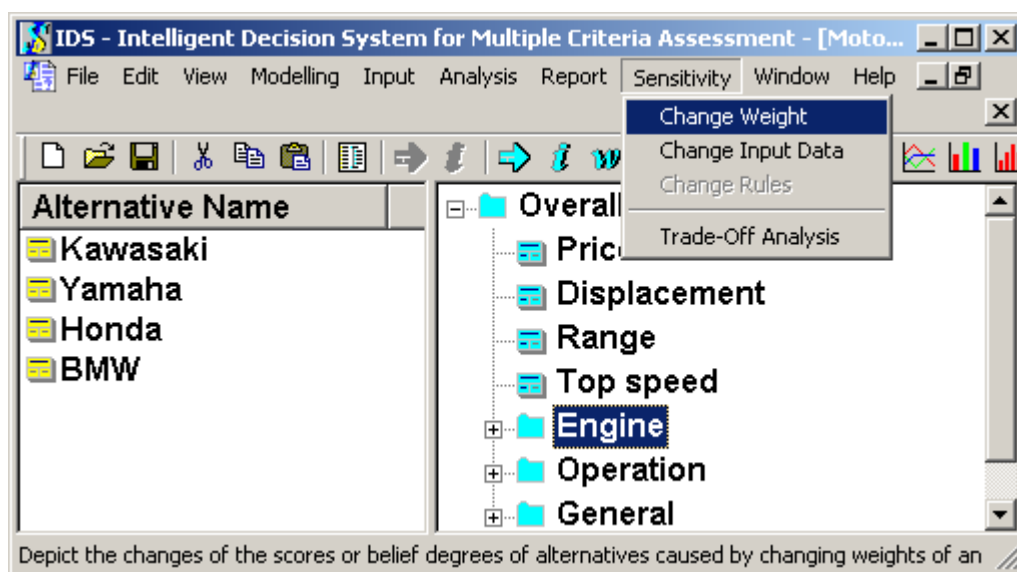 IDS - Intelligent Decision System for Multiple Criteria Assessment - [Moto...
File Edit View Modelling Input Analysis Report Sensitivity Window Help
Change Weight
Change Input Data
Change Rules
Trade-Off Analysis
Alternative Name
Kawasaki
Yamaha
Honda
BMW
Overall
Price
Displacement
Range
Top speed
Engine
Operation
General
Depict the changes of the scores or belief degrees of alternatives caused by changing weights of an